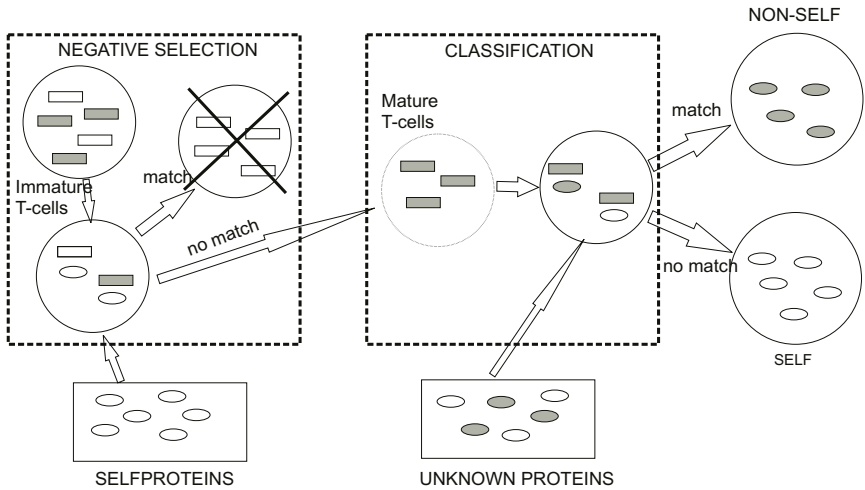 NON-SELF
NEGATIVE SELECTION
CLASSIFICATION
Mature
T-cells
match
match
Immature
T-cells
no match
no match
SELF
SELFPROTEINS
UNKNOWN PROTEINS